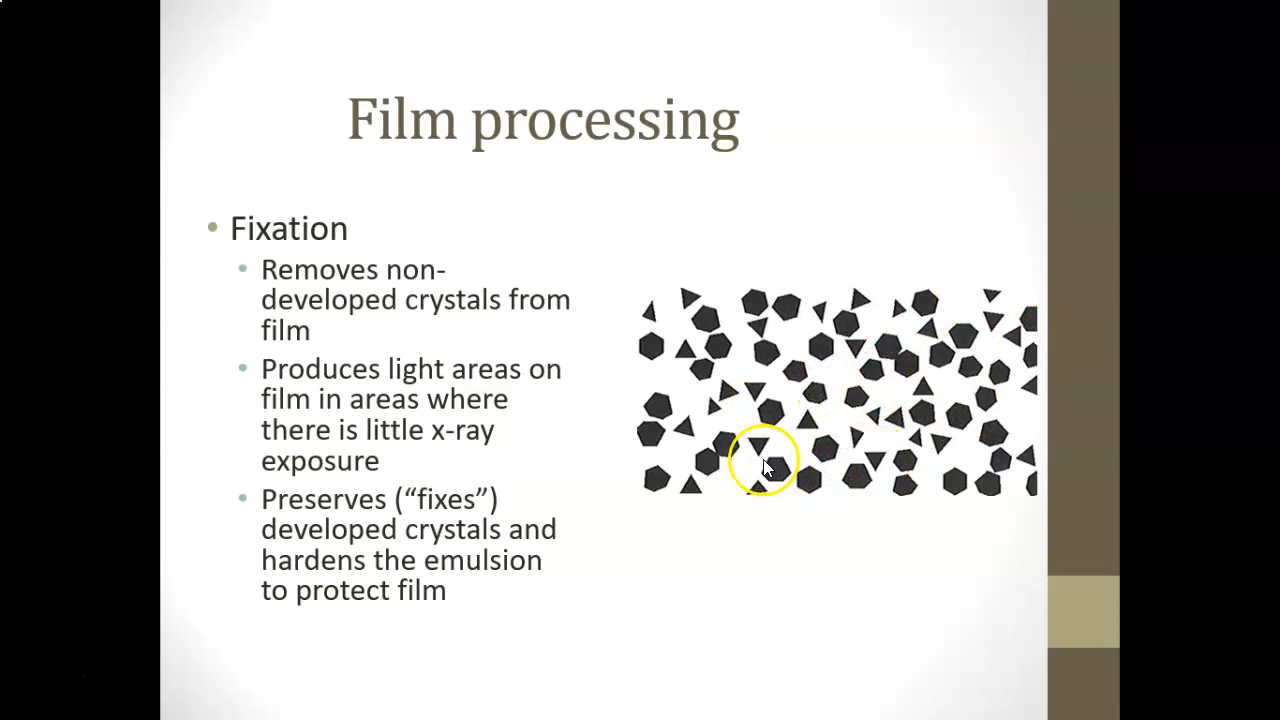 Film processing
• Fixation
• Removes non-
developed crystals from
film
• Produces light areas on
film in areas where
there is little x-ray
exposure
• Preserves (“fixes”)
developed crystals and
hardens the emulsion
to protect film